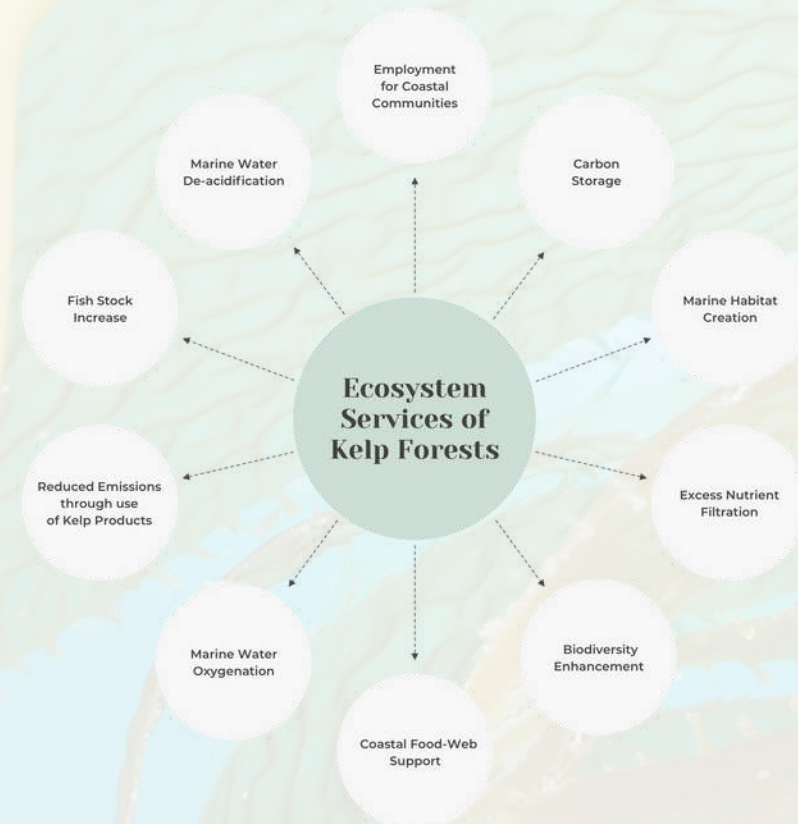 Employment
for Coastal
Communities
Carbon
Storage
Marine Habitat
Creation
Excess Nutrient
Filtration
Biodiversity
Enhancement
Coastal Food-Web
Support
Marine Water
Oxygenation
Reduced Emissions
through use
of Kelp Products
Fish Stock
Increase
Marine Water
De-acidification
Ecosystem
Services of
Kelp Forests